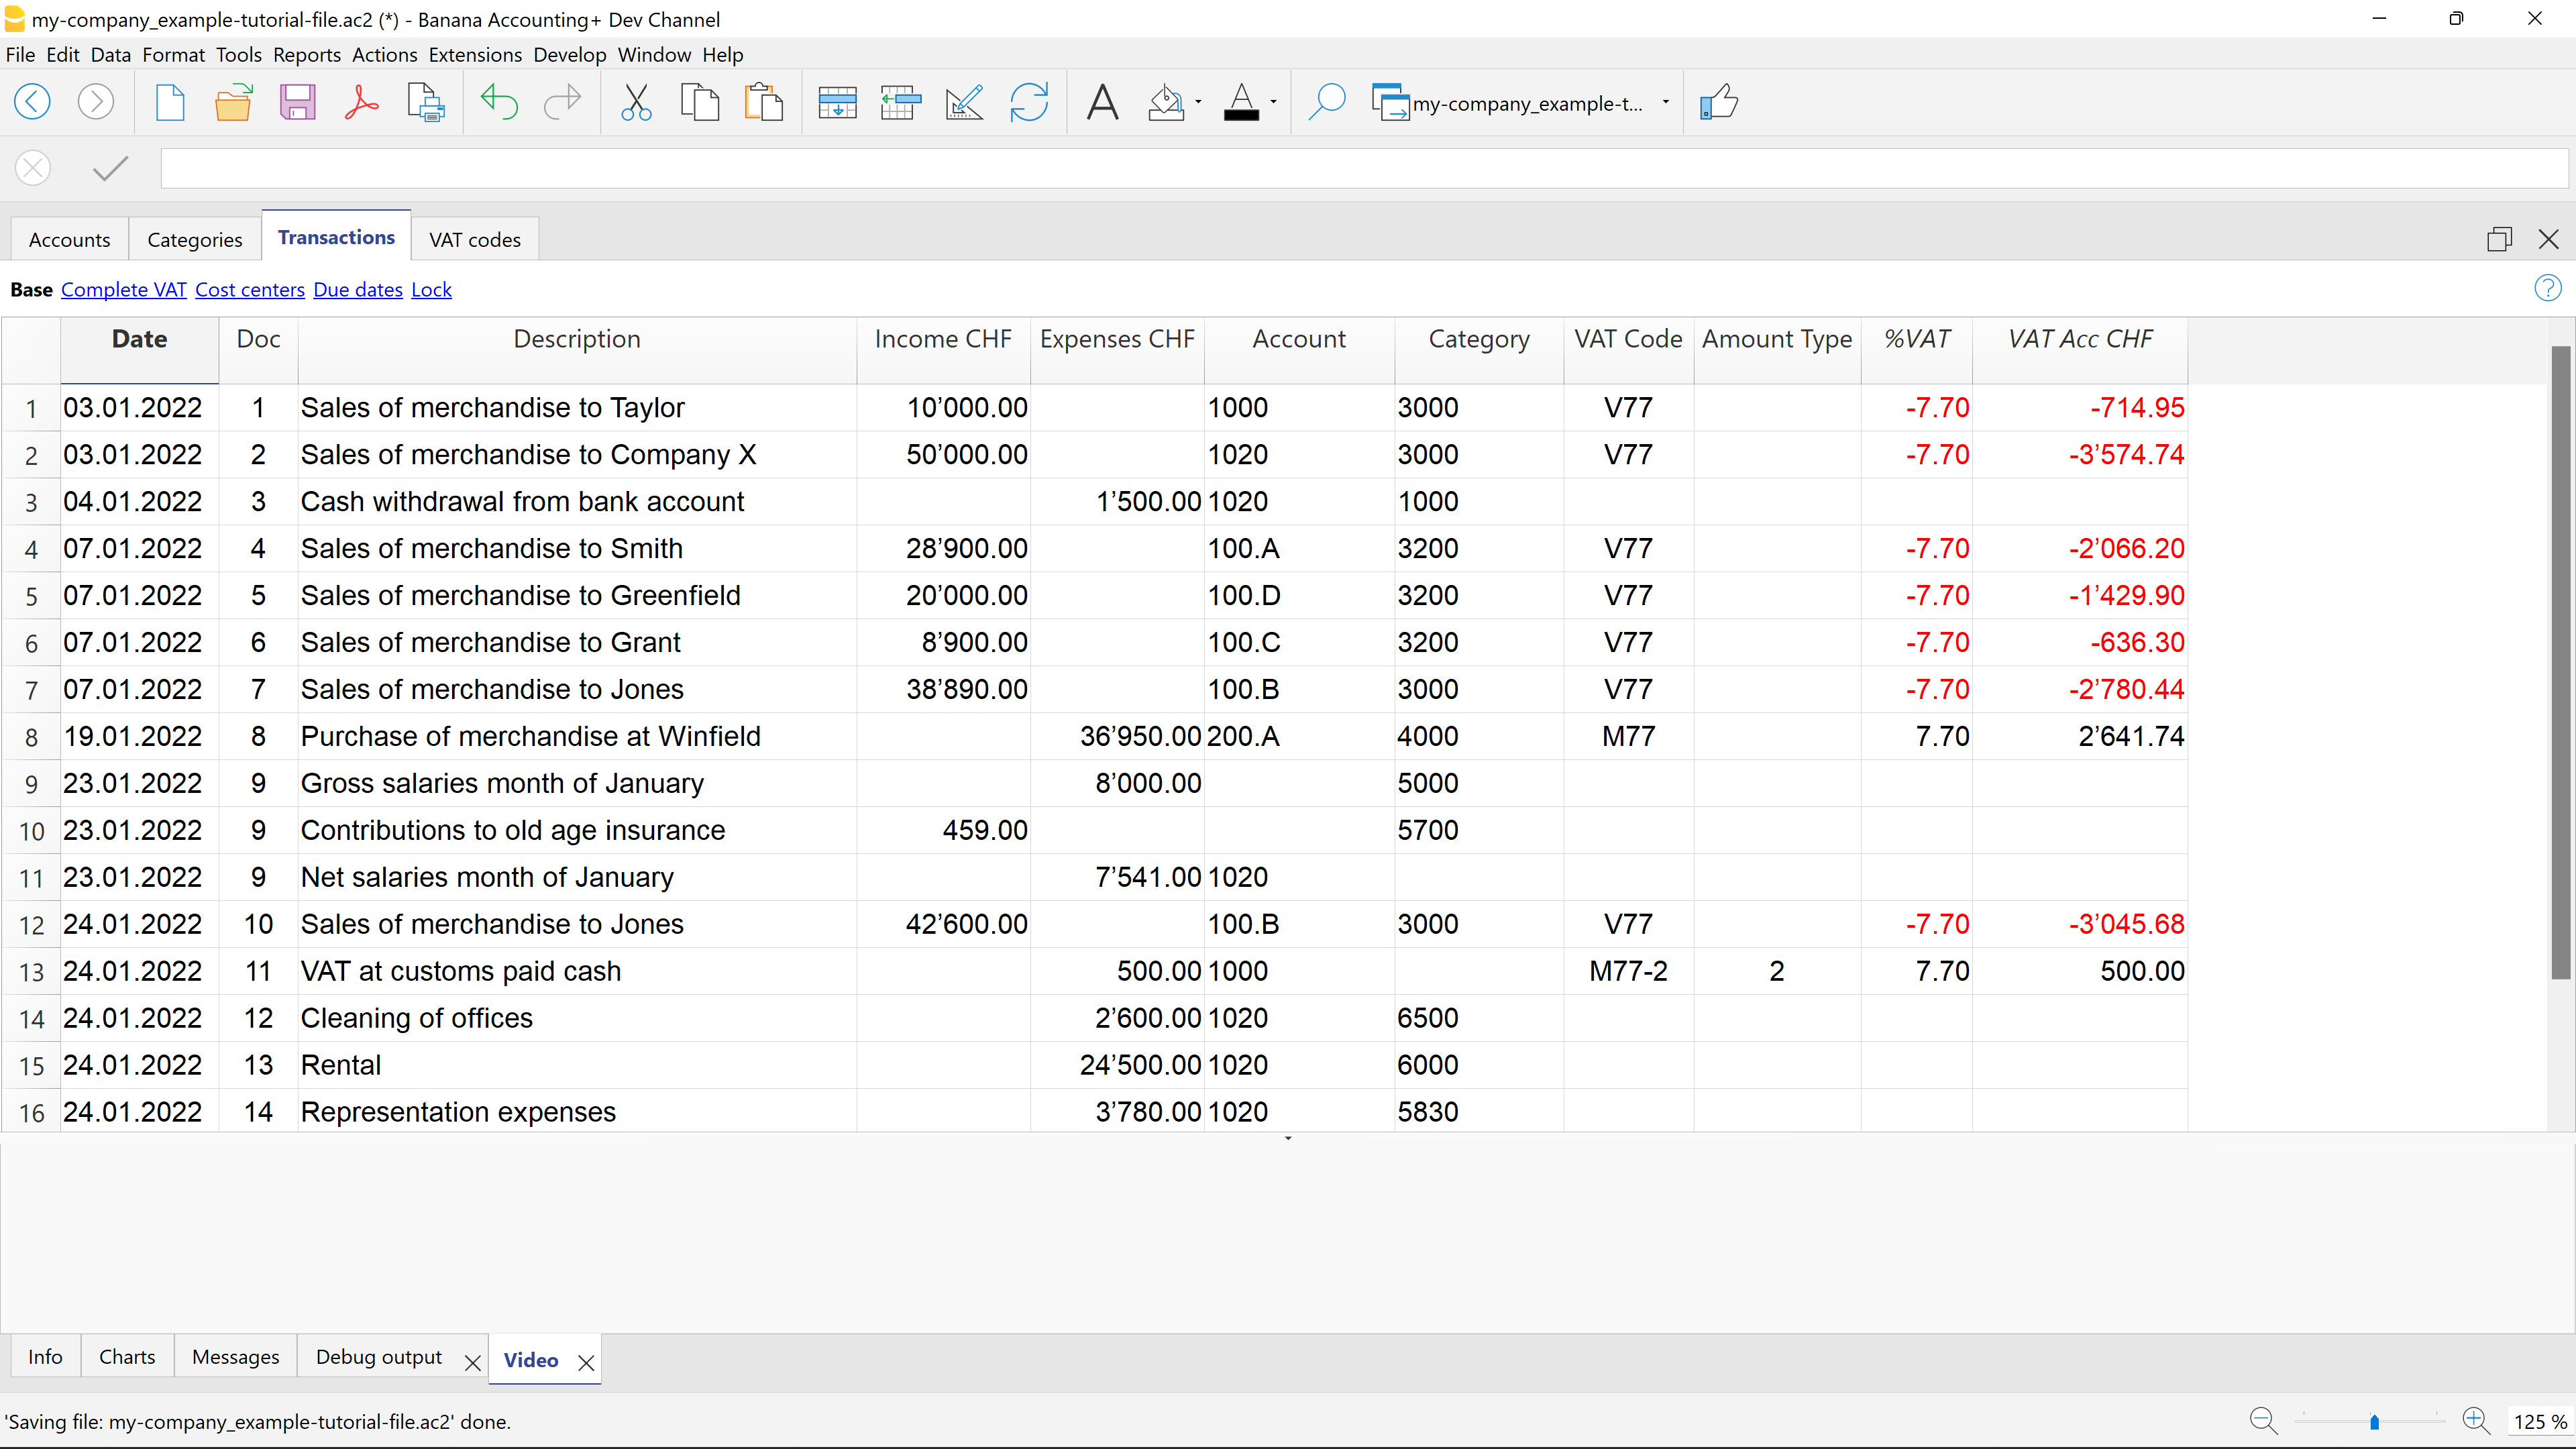 my-company_example-tutorial-file.ac2 (*) - Banana Accounting+ Dev Channel
File Edit Data Format Tools Reports Actions Extensions Develop Window Help
my-company_example-t...
Accounts Categories Transactions VAT codes
Base Complete VAT Cost centers Due dates Lock
Date Doc Description Income CHF Expenses CHF Account Category VAT Code Amount Type %VAT VAT Acc CHF
1 03.01.2022 1 Sales of merchandise to Taylor 10’000.00 1000 3000 V77 -7.70 -714.95
2 03.01.2022 2 Sales of merchandise to Company X 50’000.00 1020 3000 V77 -7.70 -3’574.74
3 04.01.2022 3 Cash withdrawal from bank account 1’500.00 1020 1000
4 07.01.2022 4 Sales of merchandise to Smith 28’900.00 100.A 3200 V77 -7.70 -2’066.20
5 07.01.2022 5 Sales of merchandise to Greenfield 20’000.00 100.D 3200 V77 -7.70 -1’429.90
6 07.01.2022 6 Sales of merchandise to Grant 8’900.00 100.C 3200 V77 -7.70 -636.30
7 07.01.2022 7 Sales of merchandise to Jones 38’890.00 100.B 3000 V77 -7.70 -2’780.44
8 19.01.2022 8 Purchase of merchandise at Winfield 36’950.00 200.A 4000 M77 7.70 2’641.74
9 23.01.2022 9 Gross salaries month of January 8’000.00 5000
10 23.01.2022 9 Contributions to old age insurance 459.00 5700
11 23.01.2022 9 Net salaries month of January 7’541.00 1020
12 24.01.2022 10 Sales of merchandise to Jones 42’600.00 100.B 3000 V77 -7.70 -3’045.68
13 24.01.2022 11 VAT at customs paid cash 500.00 1000 M77-2 2 7.70 500.00
14 24.01.2022 12 Cleaning of offices 2’600.00 1020 6500
15 24.01.2022 13 Rental 24’500.00 1020 6000
16 24.01.2022 14 Representation expenses 3’780.00 1020 5830
Info Charts Messages Debug output Video
'Saving file: my-company_example-tutorial-file.ac2' done.
125 %